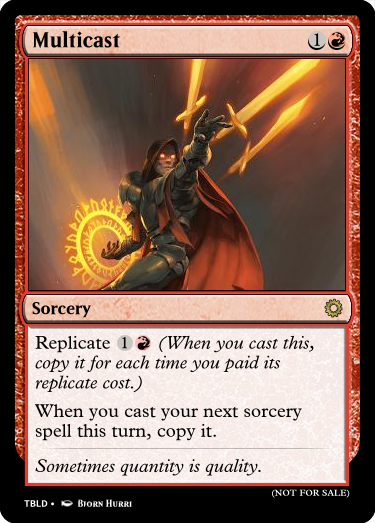 Multicast 1
Sorcery
Replicate 1 (When you cast this,
copy it for each time you paid its
replicate cost.)
When you cast your next sorcery
spell this turn, copy it.
Sometimes quantity is quality.
(NOT FOR SALE)
TBLD • Bjorn Hurri